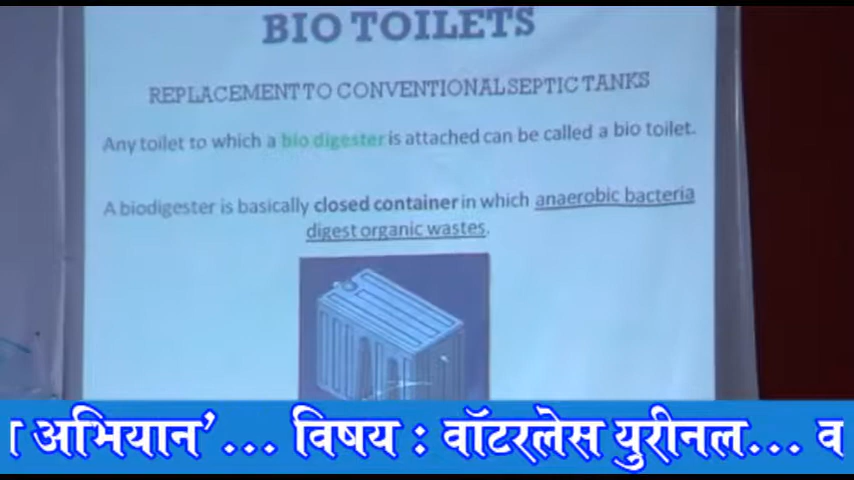 BIO TOILETS
REPLACEMENT TO CONVENTIONAL SEPTIC TANKS
Any toilet to which a bio digester is attached can be called a bio toilet.
A biodigester is basically closed container in which anaerobic bacteria
digest organic wastes.
अभियान’... विषय : वॉटरलेस युरीनल... व